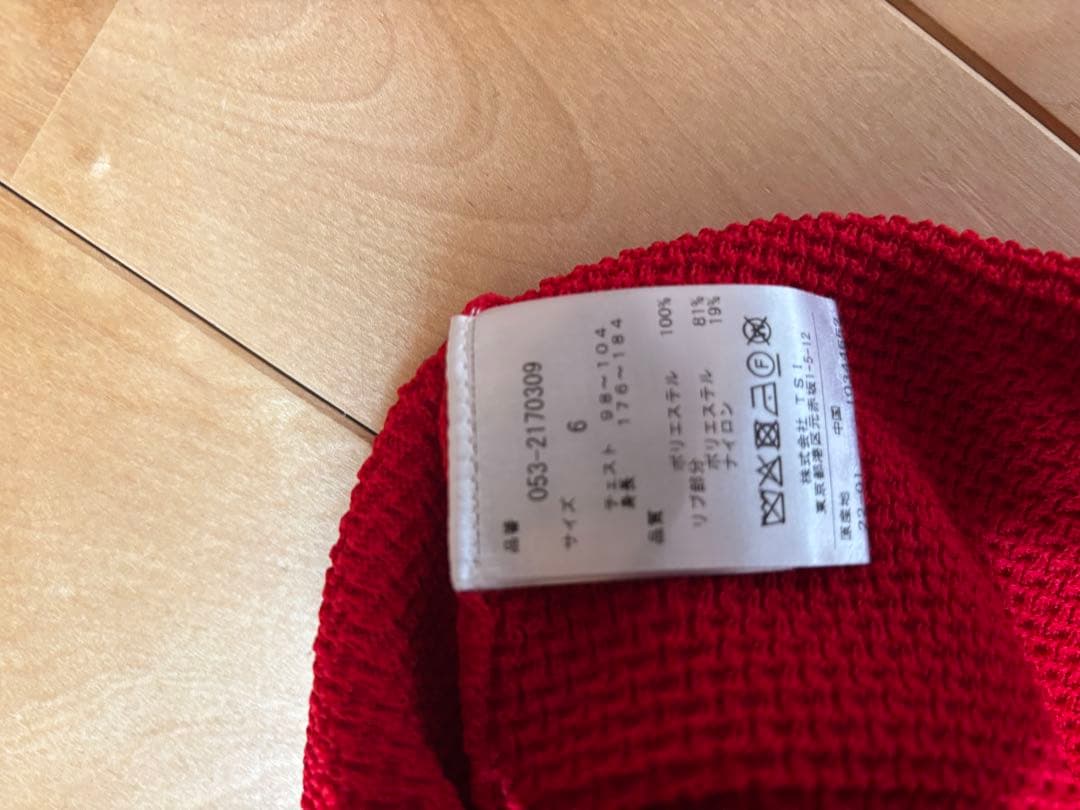 品番
053-2170309
サイズ 6
チェスト 98〜104
身長 176〜184
品質 ポリエステル 100%
リブ部分
ポリエステル 81%
ナイロン 19%
F
株式会社 TSI
東京都港区元赤坂1-5-12
原産地 中国